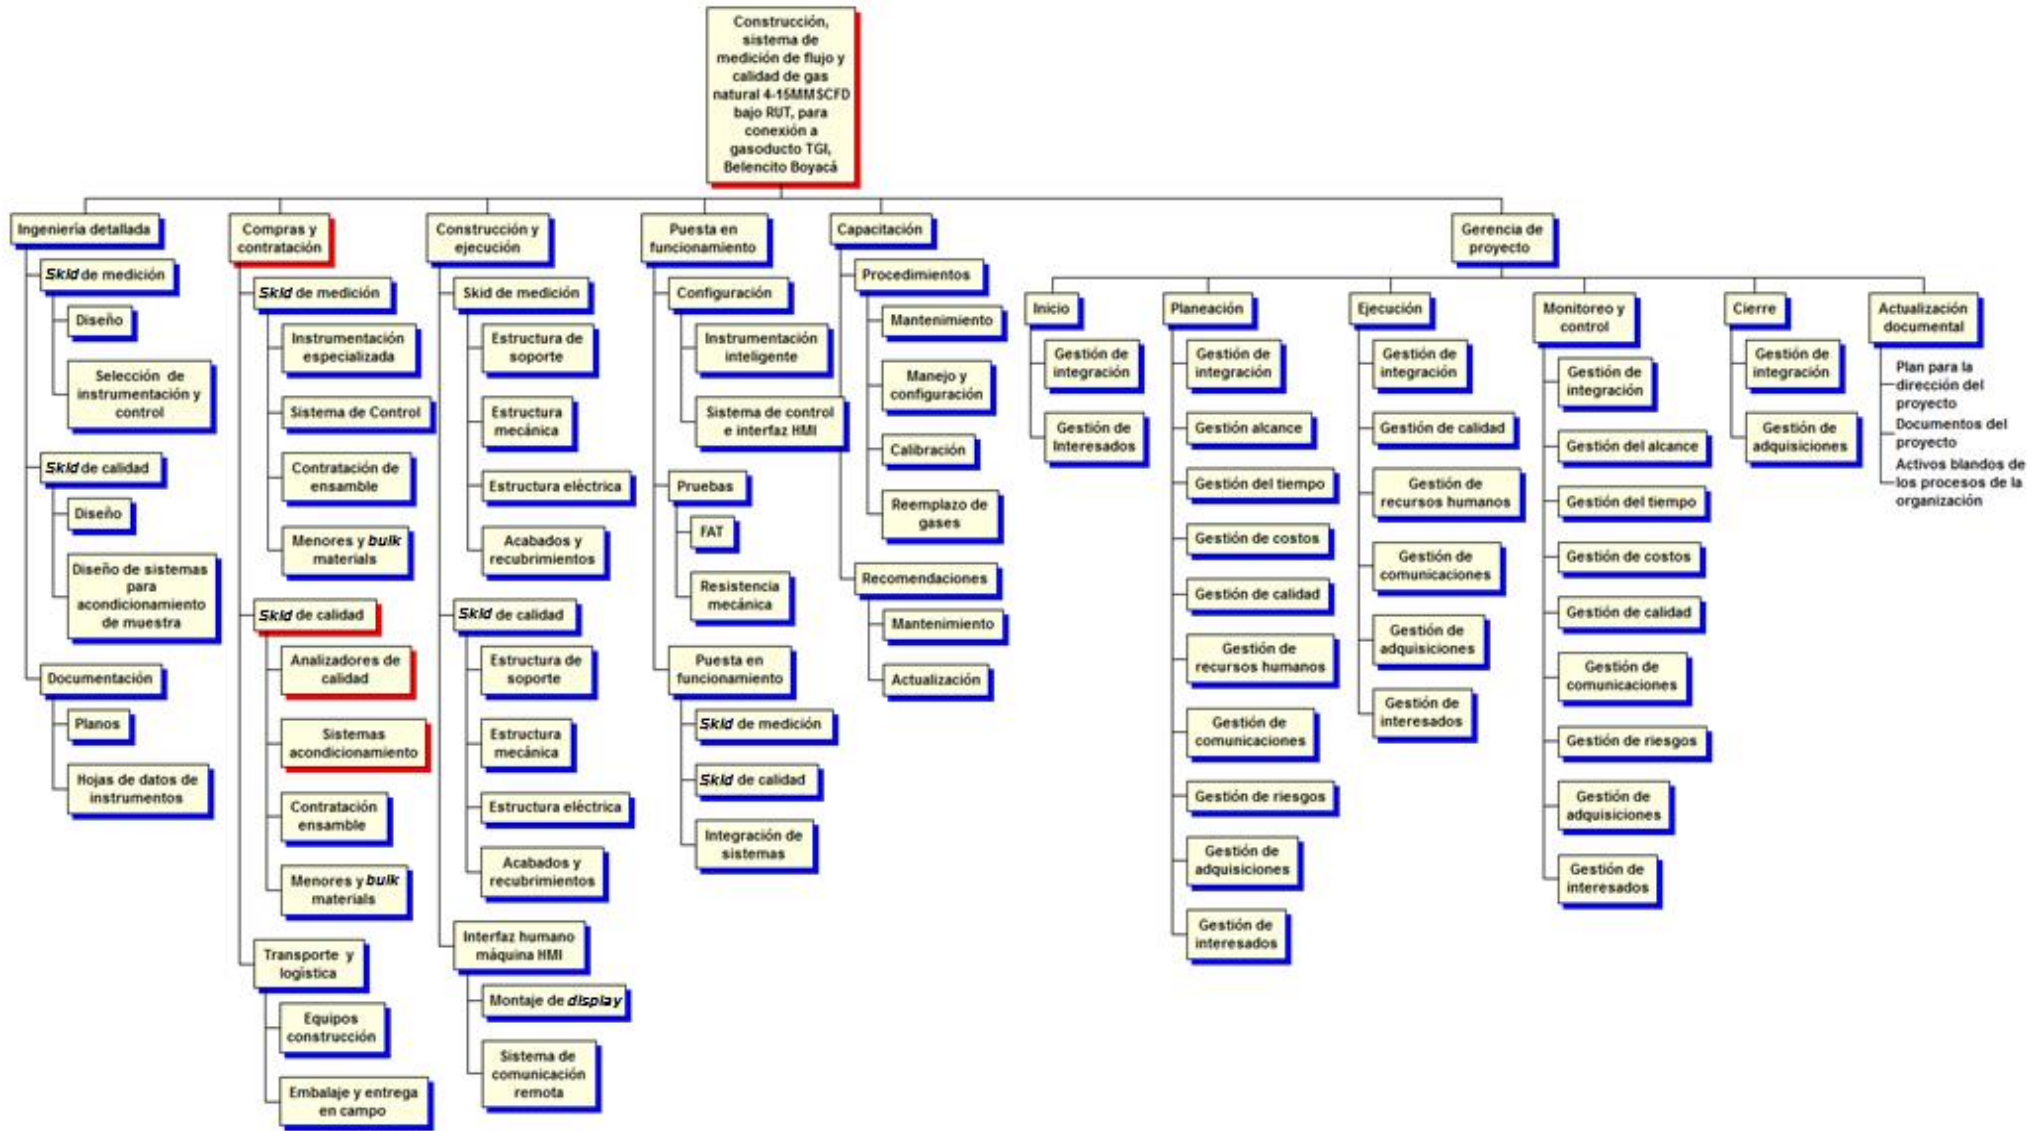 Construcción,
sistema de
medición de flujo y
calidad de gas
natural 4-15MMSCFD
bajo RUT, para
conexión a
gasoducto TGI,
Belencito Boyacá
Ingeniería detallada
Skid de medición
Diseño
Selección de
instrumentación y
control
Skid de calidad
Diseño
Diseño de sistemas
para
acondicionamiento
de muestra
Documentación
Planos
Hojas de datos de
instrumentos
Compras y
contratación
Skid de medición
Instrumentación
especializada
Sistema de Control
Contratación de
ensamble
Menores y bulk
materials
Skid de calidad
Analizadores de
calidad
Sistemas
acondicionamiento
Contratación
ensamble
Menores y bulk
materials
Transporte y
logística
Equipos
construcción
Embalaje y entrega
en campo
Construcción y
ejecución
Skid de medición
Estructura de
soporte
Estructura
mecánica
Estructura eléctrica
Acabados y
recubrimientos
Skid de calidad
Estructura de
soporte
Estructura
mecánica
Estructura eléctrica
Acabados y
recubrimientos
Interfaz humano
máquina HMI
Montaje de display
Sistema de
comunicación
remota
Puesta en
funcionamiento
Configuración
Instrumentación
inteligente
Sistema de control
e interfaz HMI
Pruebas
FAT
Resistencia
mecánica
Puesta en
funcionamiento
Skid de medición
Skid de calidad
Integración de
sistemas
Capacitación
Procedimientos
Mantenimiento
Manejo y
configuración
Calibración
Reemplazo de
gases
Recomendaciones
Mantenimiento
Actualización
Gerencia de
proyecto
Inicio
Gestión de
integración
Gestión de
Interesados
Planeación
Gestión de
integración
Gestión alcance
Gestión del tiempo
Gestión de costos
Gestión de calidad
Gestión de
recursos humanos
Gestión de
comunicaciones
Gestión de riesgos
Gestión de
adquisiciones
Gestión de
interesados
Ejecución
Gestión de
integración
Gestión de calidad
Gestión de
recursos humanos
Gestión de
comunicaciones
Gestión de
adquisiciones
Gestión de
interesados
Monitoreo y
control
Gestión de
integración
Gestión del alcance
Gestión del tiempo
Gestión de costos
Gestión de calidad
Gestión de
comunicaciones
Gestión de riesgos
Gestión de
adquisiciones
Gestión de
interesados
Cierre
Gestión de
integración
Gestión de
adquisiciones
Actualización
documental
Plan para la
dirección del
proyecto
Documentos del
proyecto
Activos blandos de
los procesos de la
organización